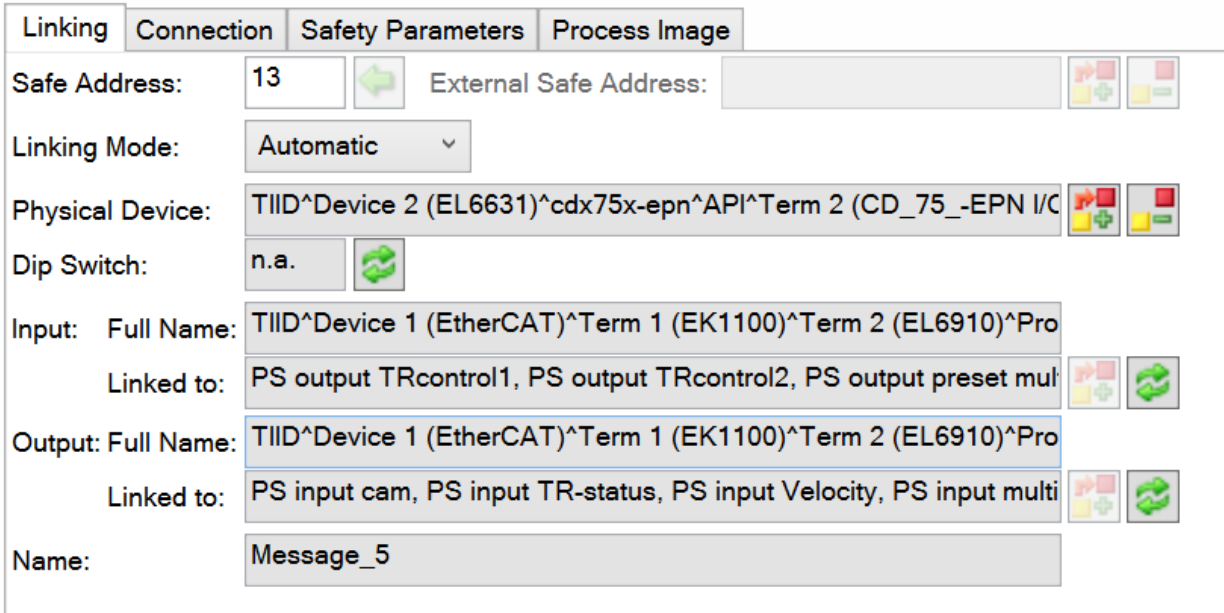 Linking Connection Safety Parameters Process Image
Safe Address: 13 External Safe Address:
Linking Mode: Automatic
Physical Device: TIID^Device 2 (EL6631)^cdx75x-epn^API^Term 2 (CD_75_-EPN I/O
Dip Switch: n.a.
Input: Full Name: TIID^Device 1 (EtherCAT)^Term 1 (EK1100)^Term 2 (EL6910)^Pro
Linked to: PS output TRcontrol1, PS output TRcontrol2, PS output preset mul
Output: Full Name: TIID^Device 1 (EtherCAT)^Term 1 (EK1100)^Term 2 (EL6910)^Pro
Linked to: PS input cam, PS input TR-status, PS input Velocity, PS input multi
Name: Message_5